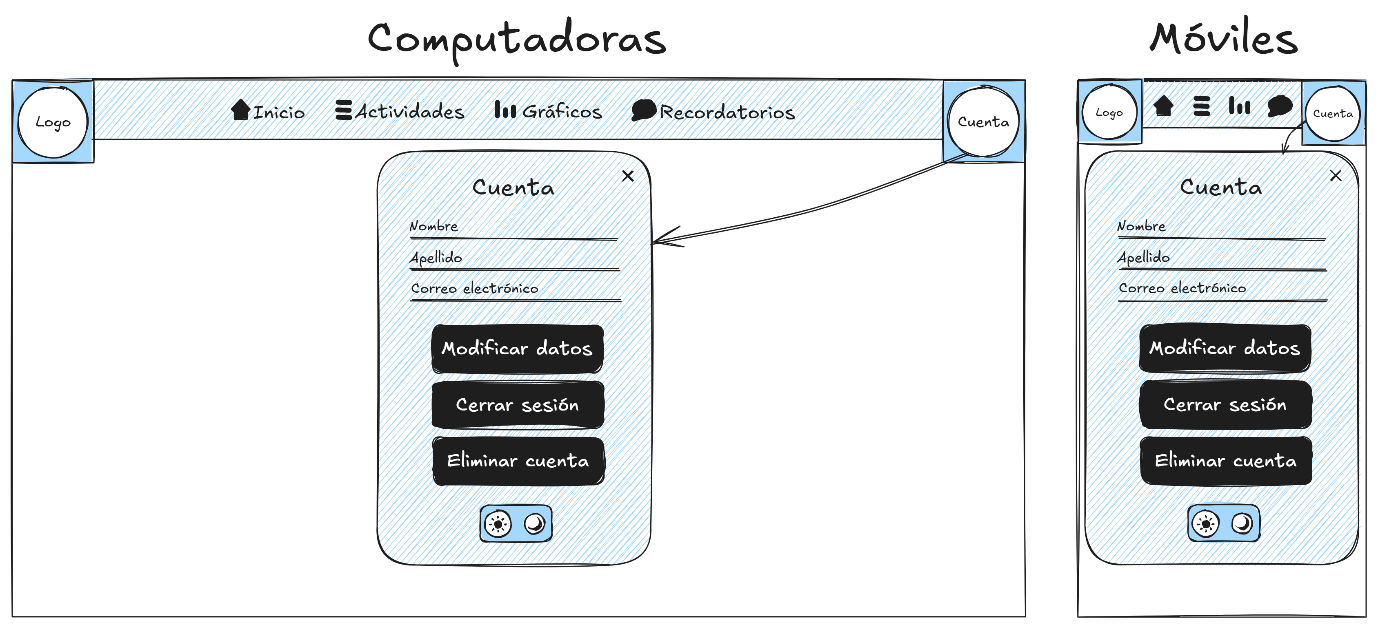 Computadoras
Logo
Inicio Actividades Gráficos Recordatorios
Cuenta
Cuenta
Nombre
Apellido
Correo electrónico
Modificar datos
Cerrar sesión
Eliminar cuenta
Móviles
Logo
Cuenta
Cuenta
Nombre
Apellido
Correo electrónico
Modificar datos
Cerrar sesión
Eliminar cuenta